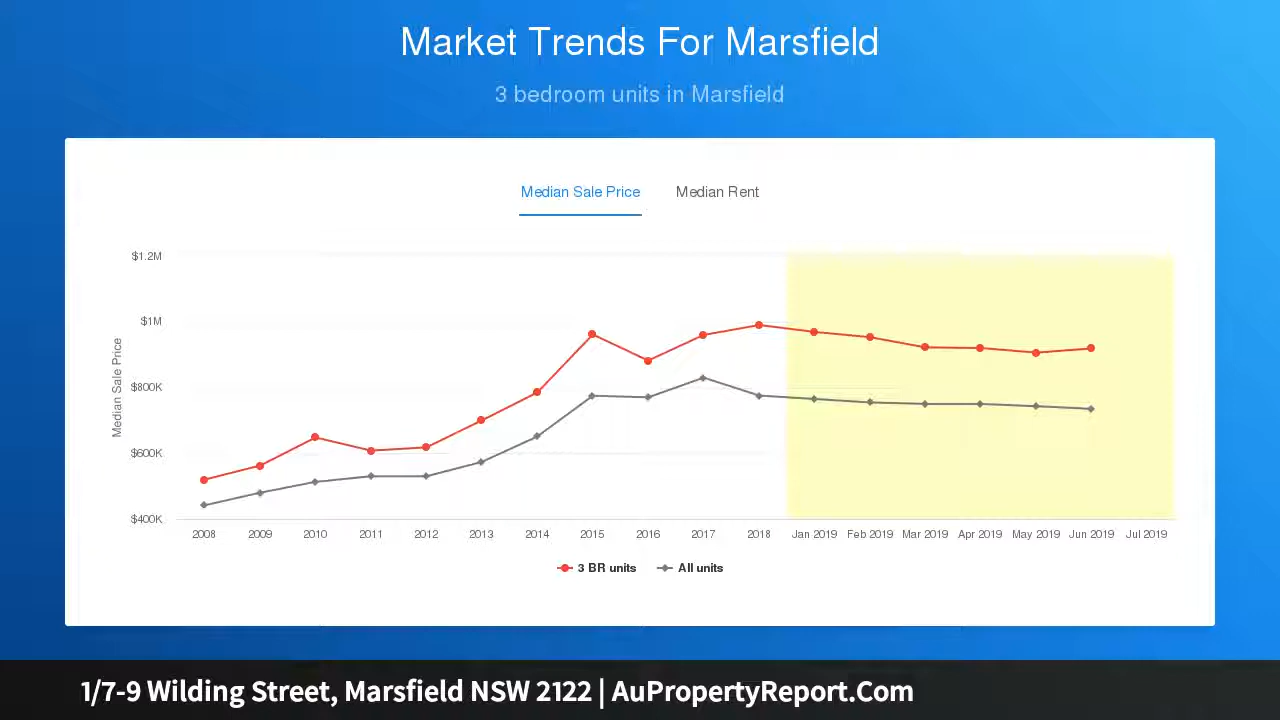 Market Trends For Marsfield
3 bedroom units in Marsfield
Median Sale Price Median Rent
Median Sale Price
$1.2M
$1M
$800K
$600K
$400K
2008 2009 2010 2011 2012 2013 2014 2015 2016 2017 2018 Jan 2019 Feb 2019 Mar 2019 Apr 2019 May 2019 Jun 2019 Jul 2019
3 BR units All units
1/7-9 Wilding Street, Marsfield NSW 2122 | AuPropertyReport.Com